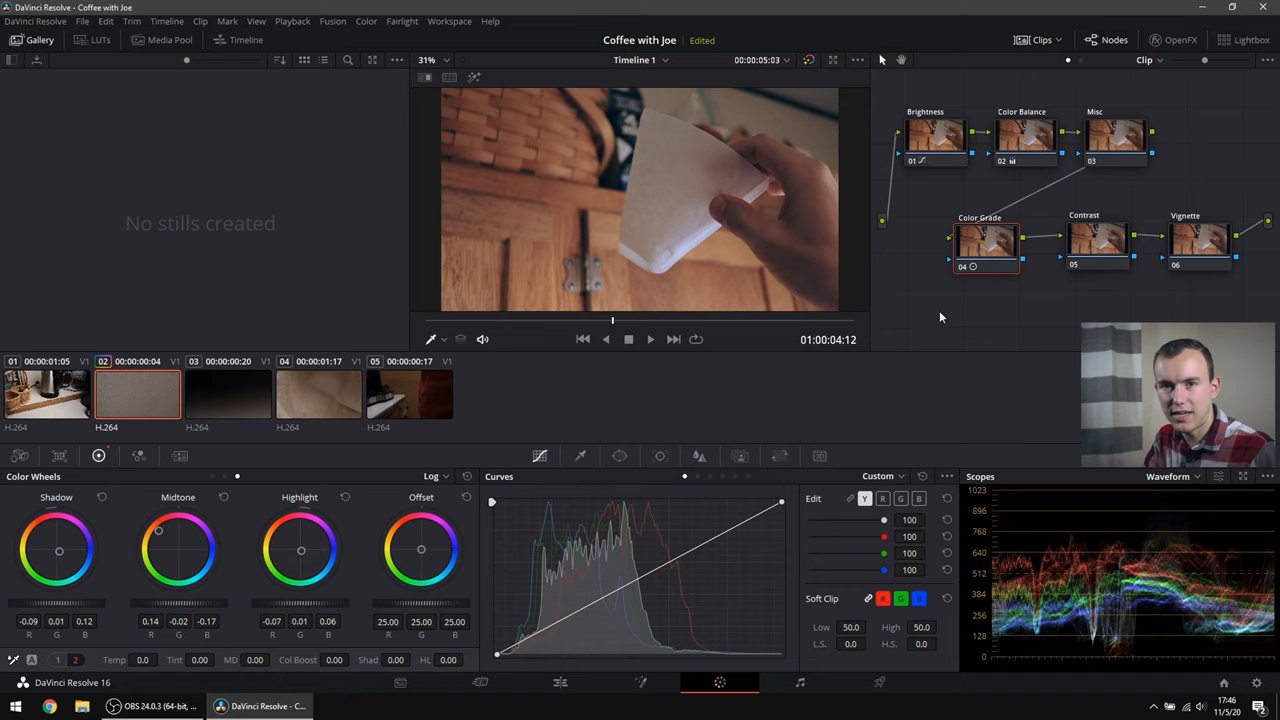 DaVinci Resolve - Coffee with Joe
DaVinci Resolve File Edit Trim Timeline Clip Mark View Playback Fusion Color Fairlight Workspace Help
Gallery LUTs Media Pool Timeline Coffee with Joe Edited Clips Nodes OpenFX Lightbox
31% Timeline 1 00:00:05:03 Clip
No stills created
Brightness Color Balance Misc
01 02 03
Color Grade Contrast Vignette
04 05 06
01:00:04:12
01 00:00:01:05 V1 02 00:00:00:04 V1 03 00:00:00:20 V1 04 00:00:01:17 V1 05 00:00:00:17 V1
H.264 H.264 H.264 H.264 H.264
Color Wheels Log Curves Custom Scopes Waveform
Shadow Midtone Highlight Offset
Edit Y R G B
100
100
100
100
Soft Clip R G B
Low 50.0 High 50.0
L.S. 0.0 H.S. 0.0
-0.09 0.01 0.12 0.14 -0.02 -0.17 -0.07 0.01 0.06 25.00 25.00 25.00
R G B R G B R G B R G B
A 1 2 Temp 0.0 Tint 0.00 MD 0.00 Col Boost 0.00 Shad 0.00 HL 0.00
1023
896
768
640
512
384
256
128
0
DaVinci Resolve 16
OBS 24.0.3 (64-bit, ... DaVinci Resolve - C...
17:46
11/5/20
2